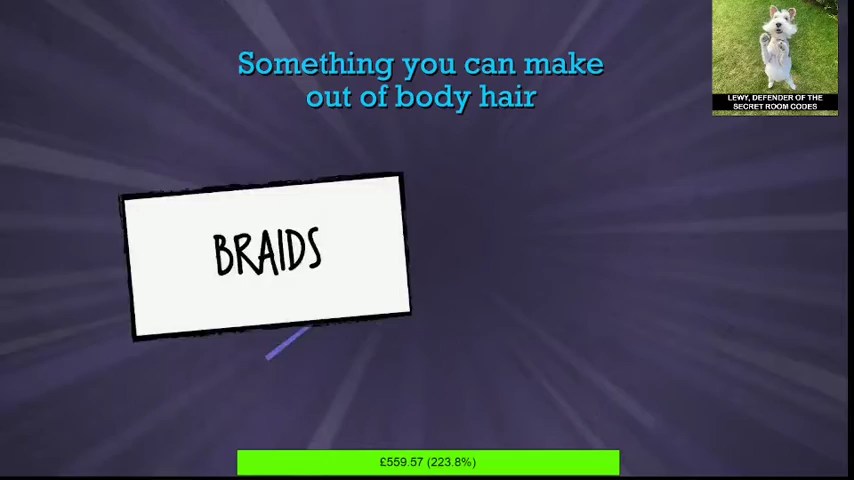 Something you can make
out of body hair
LEWY, DEFENDER OF THE
SECRET ROOM CODES
BRAIDS
£559.57 (223.8%)